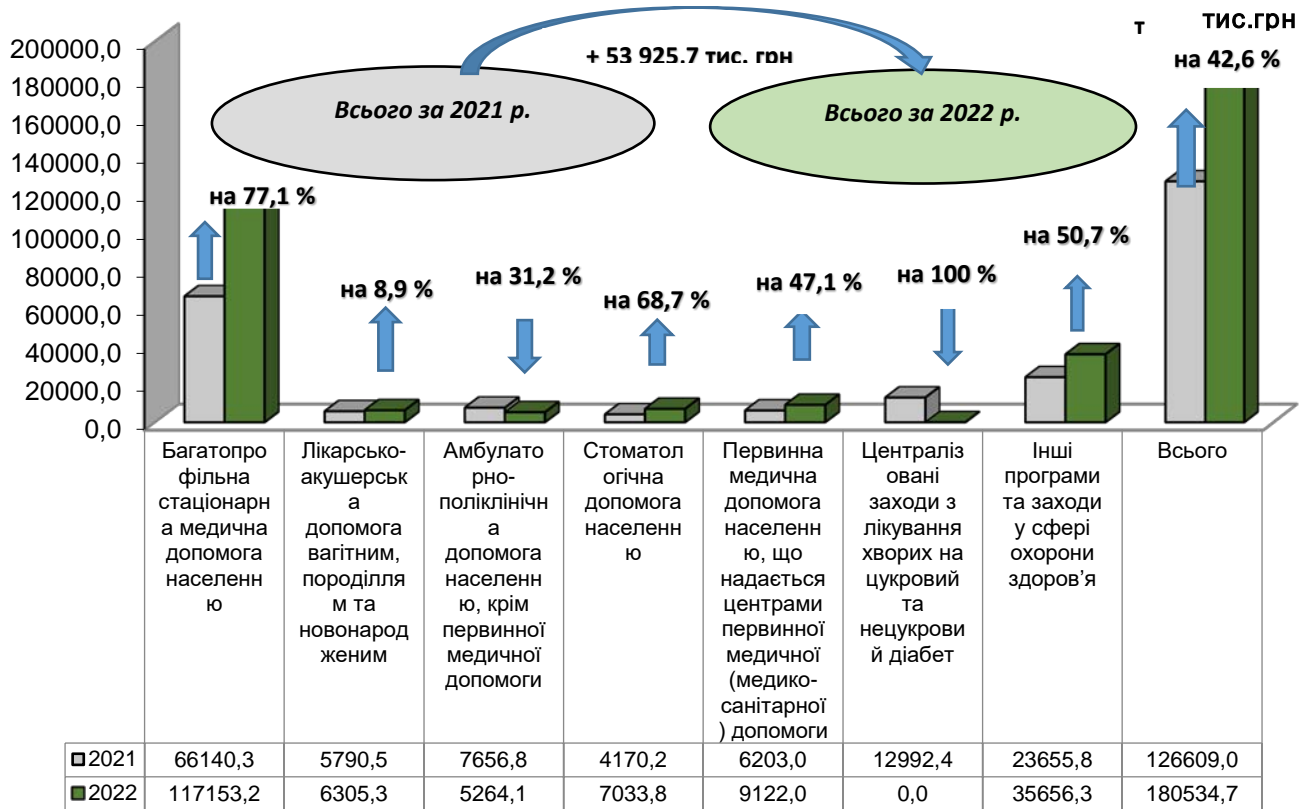 т
тис.грн
+ 53 925,7 тис. грн
на 42,6 %
Всього за 2021 р.
Всього за 2022 р.
200000,0
180000,0
160000,0
140000,0
120000,0
100000,0
80000,0
60000,0
40000,0
20000,0
0,0
на 77,1 %
на 8,9 %
на 31,2 %
на 68,7 %
на 47,1 %
на 100 %
на 50,7 %
Багатопро
фільна
стаціонарн
а медична
допомога
населенн
ю
Лікарсько-
акушерськ
а
допомога
вагітним,
породілля
м та
новонарод
женим
Амбулато
рно-
поліклінічн
а
допомога
населенн
ю, крім
первинної
медичної
допомоги
Стоматол
огічна
допомога
населенн
ю
Первинна
медична
допомога
населенн
ю, що
надається
центрами
первинної
медичної
(медико-
санітарної
) допомоги
Централіз
овані
заходи з
лікування
хворих на
цукровий
та
нецукрови
й діабет
Інші
програми
та заходи
у сфері
охорони
здоров’я
Всього
2021 66140,3 5790,5 7656,8 4170,2 6203,0 12992,4 23655,8 126609,0
2022 117153,2 6305,3 5264,1 7033,8 9122,0 0,0 35656,3 180534,7